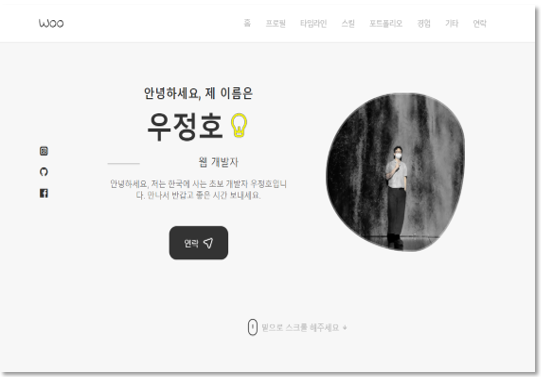 Woo
홈 프로필 타임라인 스킬 포트폴리오 경험 기타 연락
안녕하세요, 제 이름은
우정호
웹 개발자
안녕하세요, 저는 한국에 사는 초보 개발자 우정호입니
다. 만나서 반갑고 좋은 시간 보내세요.
연락
밑으로 스크롤 해주세요